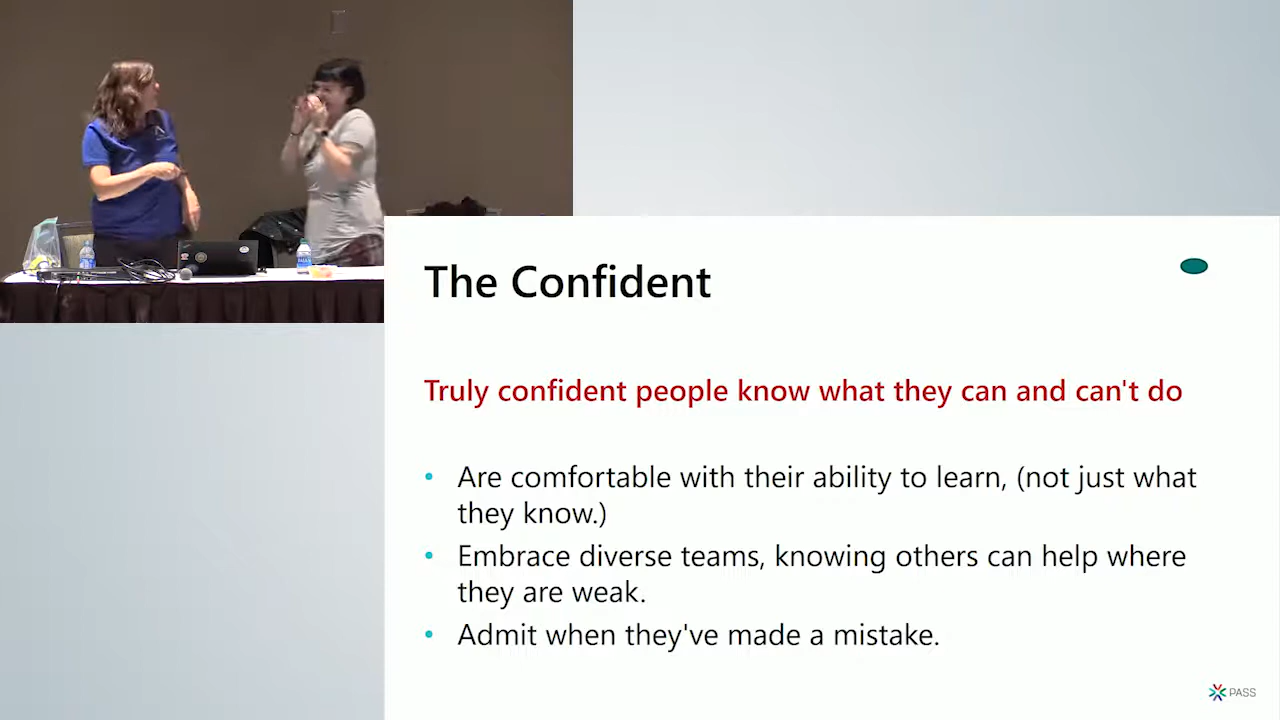 The Confident
Truly confident people know what they can and can't do
• Are comfortable with their ability to learn, (not just what
they know.)
• Embrace diverse teams, knowing others can help where
they are weak.
• Admit when they've made a mistake.
PASS